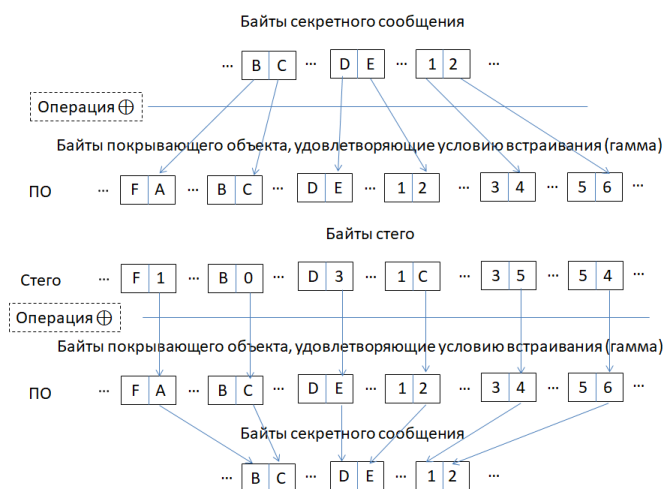 Байты секретного сообщения
... B C ... D E ... 1 2 ...
Операция ⊕
Байты покрывающего объекта, удовлетворяющие условию встраивания (гамма)
ПО ... F A ... B C ... D E ... 1 2 ... 3 4 ... 5 6 ...
Байты стего
Стего ... F 1 ... B 0 ... D 3 ... 1 C ... 3 5 ... 5 4 ...
Операция ⊕
Байты покрывающего объекта, удовлетворяющие условию встраивания (гамма)
ПО ... F A ... B C ... D E ... 1 2 ... 3 4 ... 5 6 ...
Байты секретного сообщения
... B C ... D E ... 1 2 ...